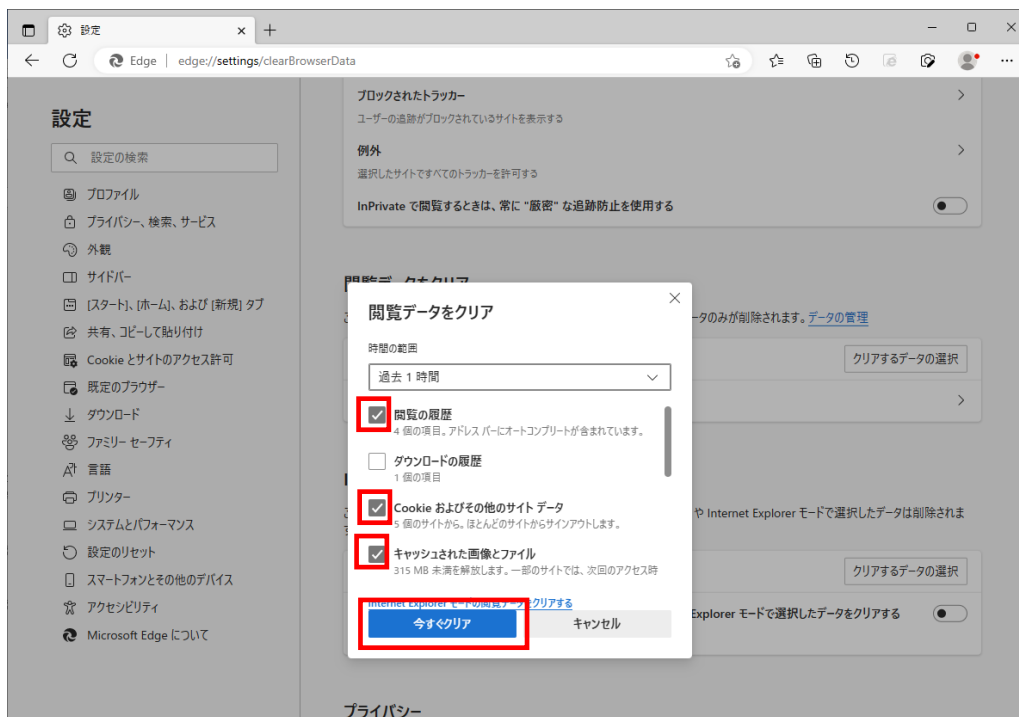 設定
Edge
edge://settings/clearBrowserData
設定
設定の検索
プロファイル
プライバシー、検索、サービス
外観
サイドバー
[スタート]、[ホーム]、および [新規] タブ
共有、コピーして貼り付け
Cookie とサイトのアクセス許可
既定のブラウザー
ダウンロード
ファミリー セーフティ
言語
プリンター
システムとパフォーマンス
設定のリセット
スマートフォンとその他のデバイス
アクセシビリティ
Microsoft Edge について
ブロックされたトラッカー
ユーザーの追跡がブロックされているサイトを表示する
例外
選択したサイトですべてのトラッカーを許可する
InPrivate で閲覧するときは、常に "厳密" な追跡防止を使用する
閲覧データをクリア
ータのみが削除されます。データの管理
クリアするデータの選択
や Internet Explorer モードで選択したデータは削除されま
クリアするデータの選択
Explorer モードで選択したデータをクリアする
プライバシー
閲覧データをクリア
時間の範囲
過去 1 時間
閲覧の履歴
4 個の項目。アドレス バーにオートコンプリートが含まれています。
ダウンロードの履歴
1 個の項目
Cookie およびその他のサイト データ
5 個のサイトから。ほとんどのサイトからサインアウトします。
キャッシュされた画像とファイル
315 MB 未満を解放します。一部のサイトでは、次回のアクセス時
Internet Explorer モードの閲覧データをクリアする
今すぐクリア
キャンセル